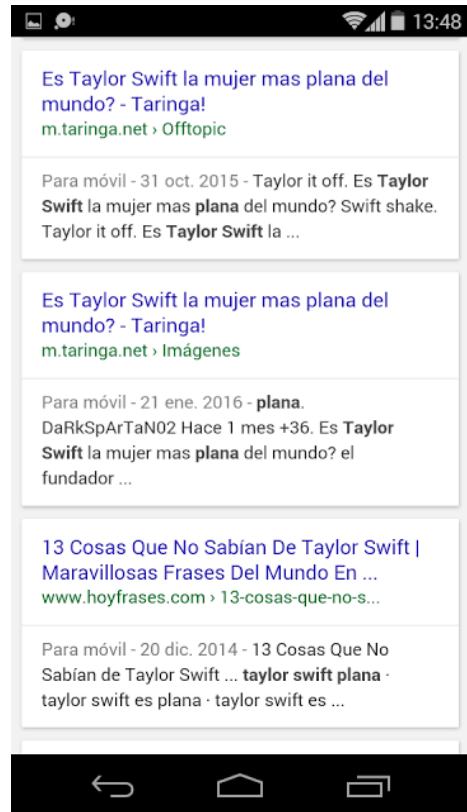 13:48
Es Taylor Swift la mujer mas plana del
mundo? - Taringa!
m.taringa.net › Offtopic
Para móvil - 31 oct. 2015 - Taylor it off. Es Taylor
Swift la mujer mas plana del mundo? Swift shake.
Taylor it off. Es Taylor Swift la ...
Es Taylor Swift la mujer mas plana del
mundo? - Taringa!
m.taringa.net › Imágenes
Para móvil - 21 ene. 2016 - plana.
DaRkSpArTaN02 Hace 1 mes +36. Es Taylor
Swift la mujer mas plana del mundo? el
fundador ...
13 Cosas Que No Sabían De Taylor Swift |
Maravillosas Frases Del Mundo En ...
www.hoyfrases.com › 13-cosas-que-no-s...
Para móvil - 20 dic. 2014 - 13 Cosas Que No
Sabían de Taylor Swift ... taylor swift plana ·
taylor swift es plana · taylor swift es ...